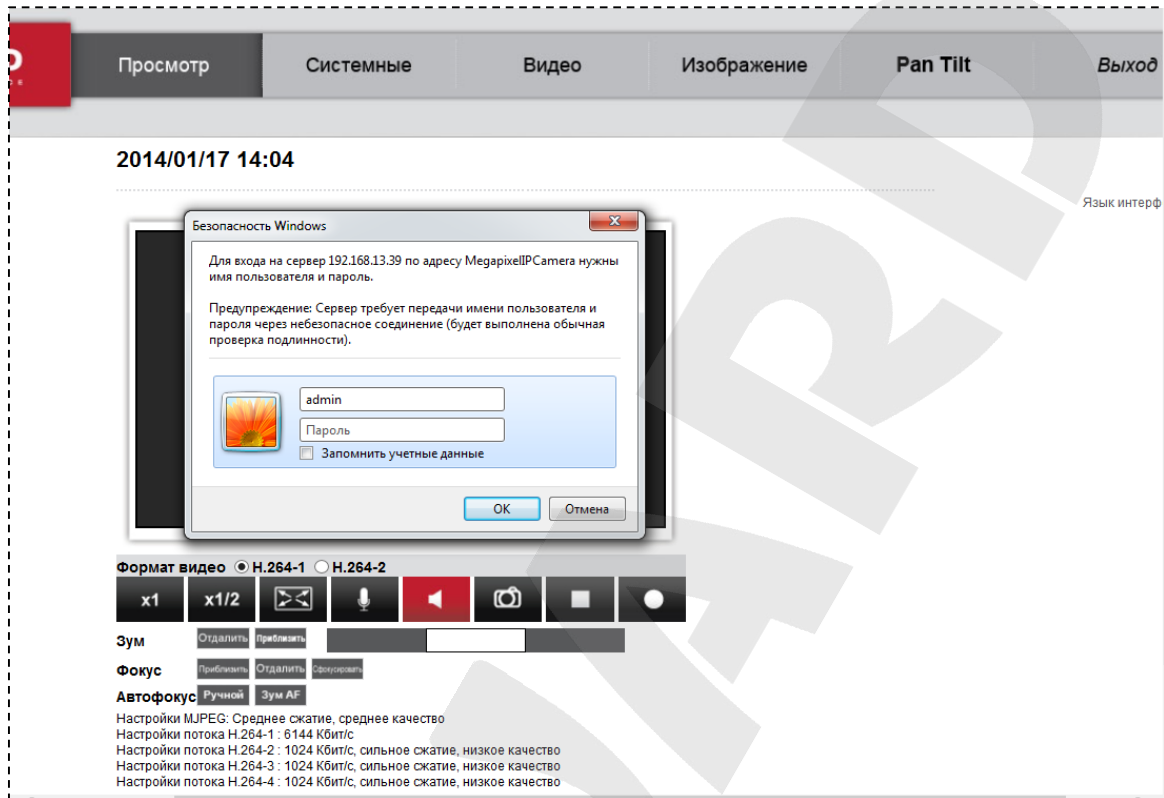 Просмотр Системные Видео Изображение Pan Tilt Выход
2014/01/17 14:04
Язык интерф
Безопасность Windows
Для входа на сервер 192.168.13.39 по адресу MegapixelIPCamera нужны
имя пользователя и пароль.
Предупреждение: Сервер требует передачи имени пользователя и
пароля через небезопасное соединение (будет выполнена обычная
проверка подлинности).
admin
Пароль
Запомнить учетные данные
OK Отмена
Формат видео H.264-1 H.264-2
x1 x1/2
Зум Отдалить Приблизить
Фокус Приблизить Отдалить Сфокусировать
Автофокус Ручной Зум AF
Настройки MJPEG: Среднее сжатие, среднее качество
Настройки потока H.264-1 : 6144 Кбит/с
Настройки потока H.264-2 : 1024 Кбит/с, сильное сжатие, низкое качество
Настройки потока H.264-3 : 1024 Кбит/с, сильное сжатие, низкое качество
Настройки потока H.264-4 : 1024 Кбит/с, сильное сжатие, низкое качество